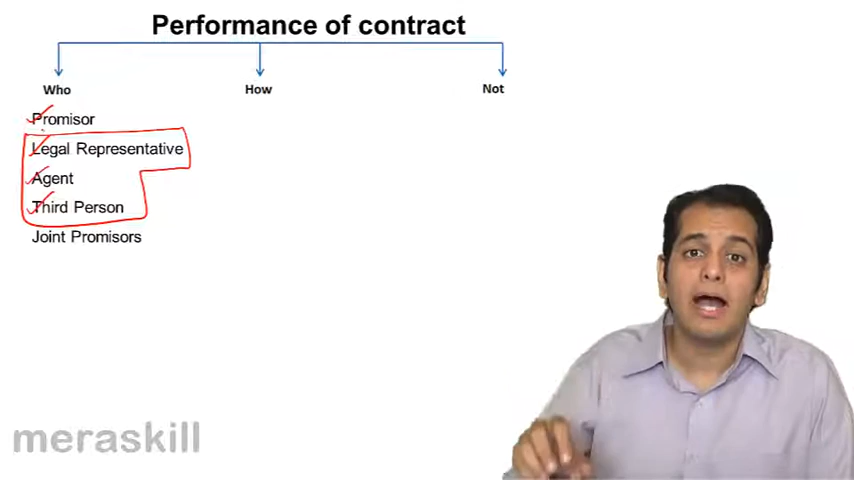 Performance of contract
Who How Not
Promisor
Legal Representative
Agent
Third Person
Joint Promisors
meraskill